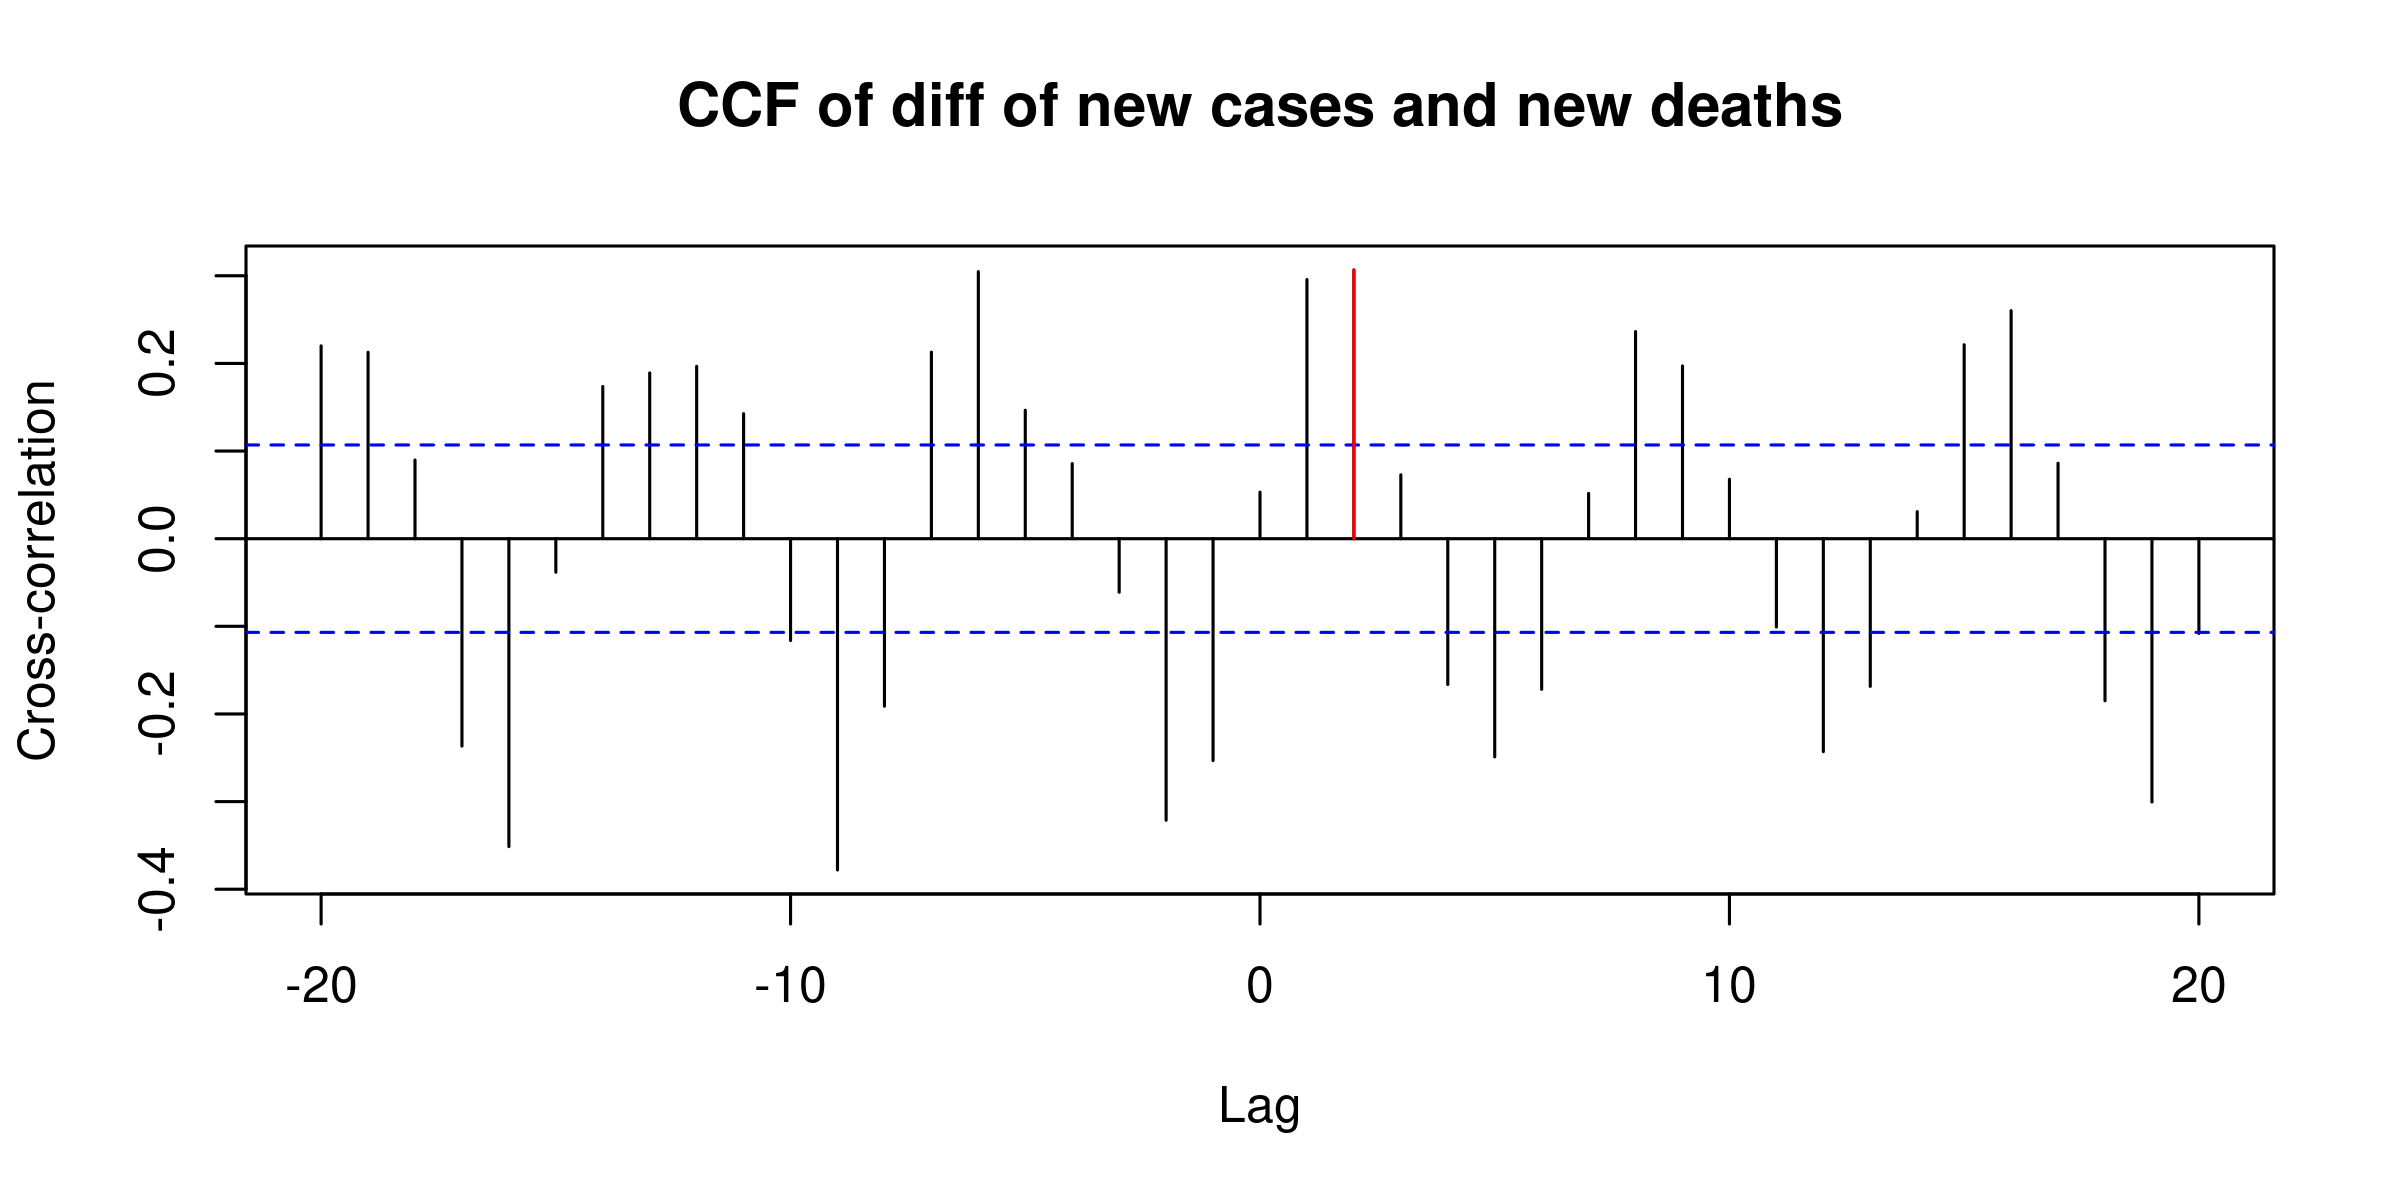 CCF of diff of new cases and new deaths
Cross-correlation
0.2
0.0
-0.2
-0.4
-20 -10 0 10 20
Lag